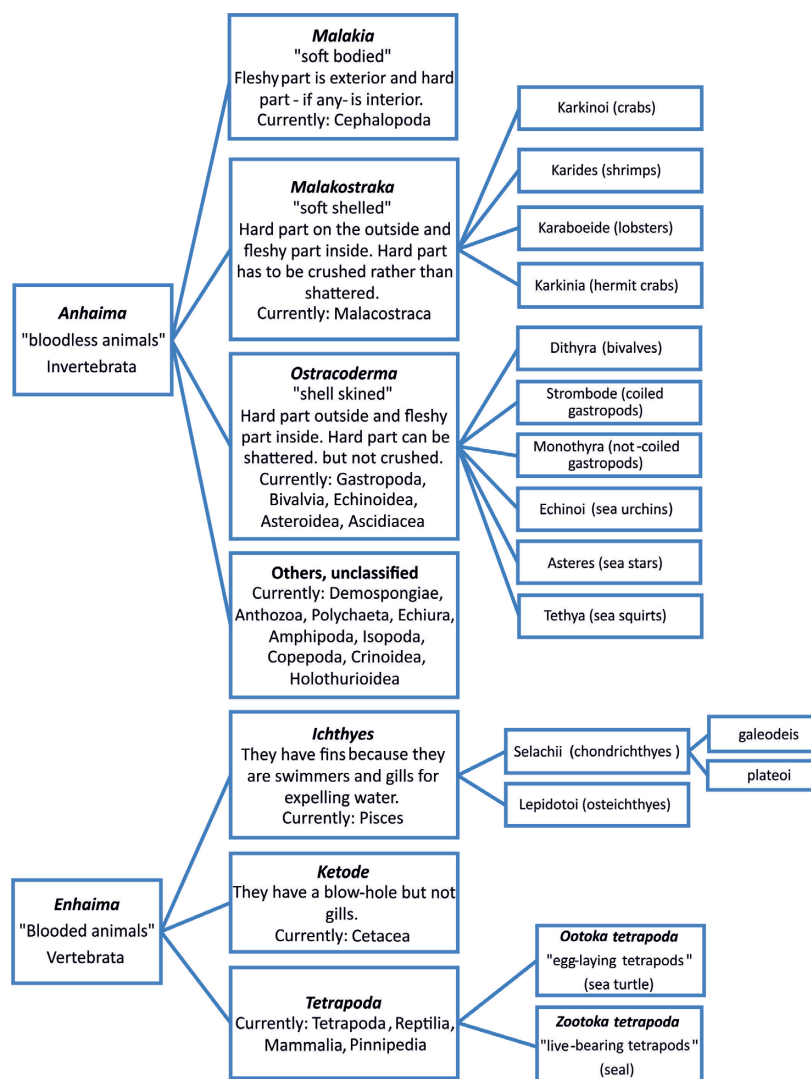 Malakia
"soft bodied"
Fleshy part is exterior and hard
part - if any- is interior.
Currently: Cephalopoda
Karkinoi (crabs)
Karides (shrimps)
Karaboeide (lobsters)
Karkinia (hermit crabs)
Malakostraka
"soft shelled"
Hard part on the outside and
fleshy part inside. Hard part
has to be crushed rather than
shattered.
Currently: Malacostraca
Anhaima
"bloodless animals"
Invertebrata
Ostracoderma
"shell skined"
Hard part outside and fleshy
part inside. Hard part can be
shattered. but not crushed.
Currently: Gastropoda,
Bivalvia, Echinoidea,
Asteroidea, Ascidiacea
Dithyra (bivalves)
Strombode (coiled
gastropods)
Monothyra (not-coiled
gastropods)
Echinoi (sea urchins)
Asteres (sea stars)
Tethya (sea squirts)
Others, unclassified
Currently: Demospongiae,
Anthozoa, Polychaeta, Echiura,
Amphipoda, Isopoda,
Copepoda, Crinoidea,
Holothurioidea
Ichthyes
They have fins because they
are swimmers and gills for
expelling water.
Currently: Pisces
Selachii (chondrichthyes )
Lepidotoi (osteichthyes)
galeodeis
plateoi
Enhaima
"Blooded animals"
Vertebrata
Ketode
They have a blow-hole but not
gills.
Currently: Cetacea
Tetrapoda
Currently: Tetrapoda, Reptilia,
Mammalia, Pinnipedia
Ootoka tetrapoda
"egg-laying tetrapods"
(sea turtle)
Zootoka tetrapoda
"live-bearing tetrapods"
(seal)